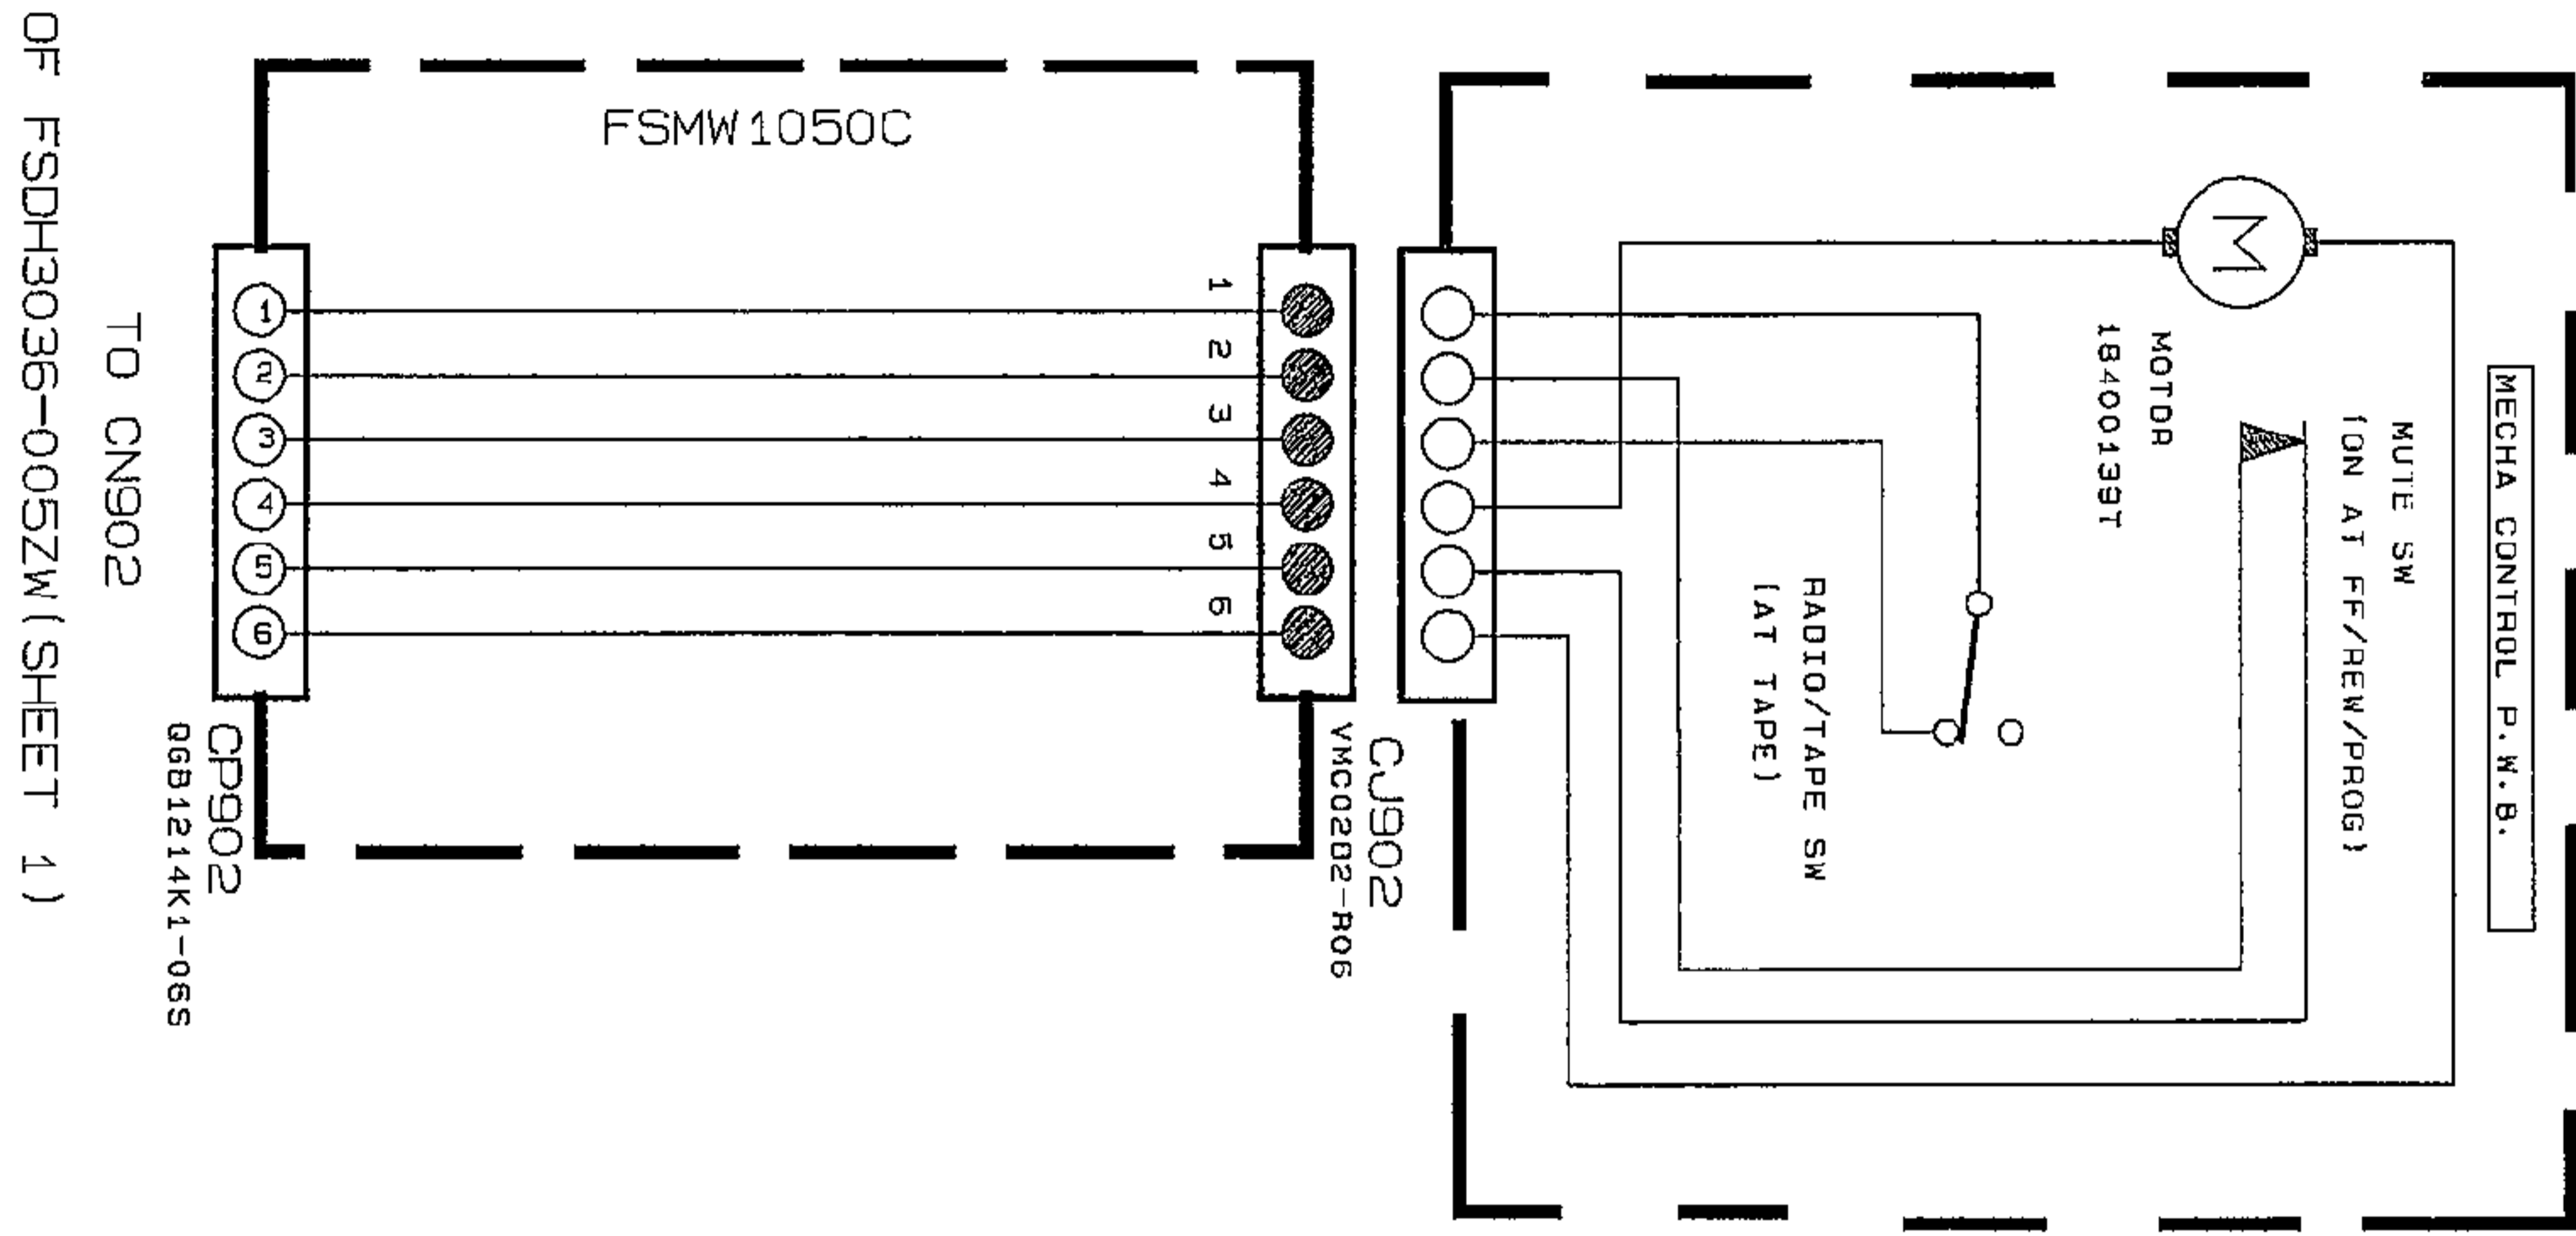 OF FSDH3036-005ZW(SHEET 1)
TO CN902
FSMW1050C
1
2
3
4
5
6
CP902
QGB1214K1-06SS
1
2
3
4
5
6
CJ902
VMC0282-R06
M
MOTOR
18400139T
RADIO/TAPE SW
(AT TAPE)
MUTE SW
(ON AT FF/REW/PROG)
MECHA CONTROL P.W.B.